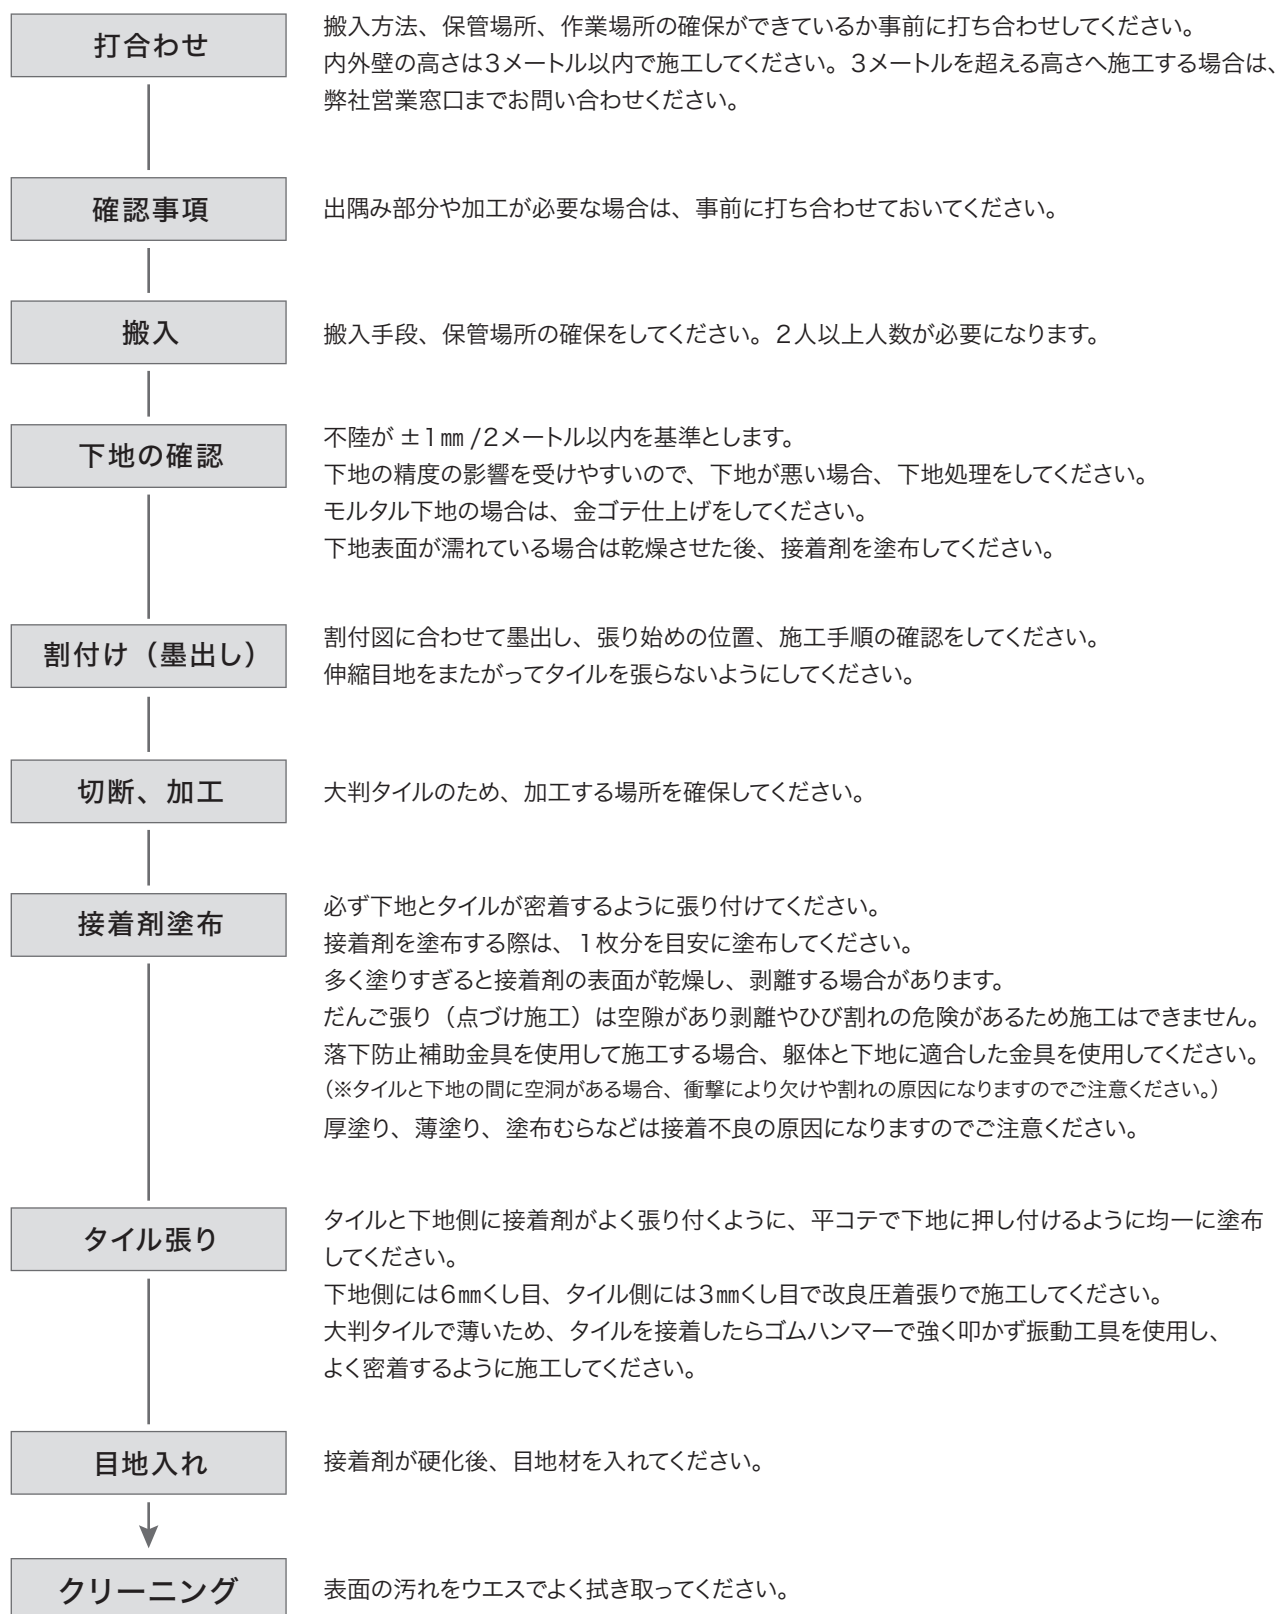 打合わせ
搬入方法、保管場所、作業場所の確保ができているか事前に打ち合わせしてください。
内外壁の高さは3メートル以内で施工してください。3メートルを超える高さへ施工する場合は、
弊社営業窓口までお問い合わせください。
確認事項
出隅み部分や加工が必要な場合は、事前に打ち合わせておいてください。
搬入
搬入手段、保管場所の確保をしてください。2人以上人数が必要になります。
下地の確認
不陸が ±1㎜ /2メートル以内を基準とします。
下地の精度の影響を受けやすいので、下地が悪い場合、下地処理をしてください。
モルタル下地の場合は、金ゴテ仕上げをしてください。
下地表面が濡れている場合は乾燥させた後、接着剤を塗布してください。
割付け（墨出し）
割付図に合わせて墨出し、張り始めの位置、施工手順の確認をしてください。
伸縮目地をまたがってタイルを張らないようにしてください。
切断、加工
大判タイルのため、加工する場所を確保してください。
接着剤塗布
必ず下地とタイルが密着するように張り付けてください。
接着剤を塗布する際は、1枚分を目安に塗布してください。
多く塗りすぎると接着剤の表面が乾燥し、剥離する場合があります。
だんご張り（点づけ施工）は空隙があり剥離やひび割れの危険があるため施工はできません。
落下防止補助金具を使用して施工する場合、躯体と下地に適合した金具を使用してください。
（※タイルと下地の間に空洞がある場合、衝撃により欠けや割れの原因になりますのでご注意ください。）
厚塗り、薄塗り、塗布むらなどは接着不良の原因になりますのでご注意ください。
タイル張り
タイルと下地側に接着剤がよく張り付くように、平コテで下地に押し付けるように均一に塗布
してください。
下地側には6㎜くし目、タイル側には3㎜くし目で改良圧着張りで施工してください。
大判タイルで薄いため、タイルを接着したらゴムハンマーで強く叩かず振動工具を使用し、
よく密着するように施工してください。
目地入れ
接着剤が硬化後、目地材を入れてください。
クリーニング
表面の汚れをウエスでよく拭き取ってください。